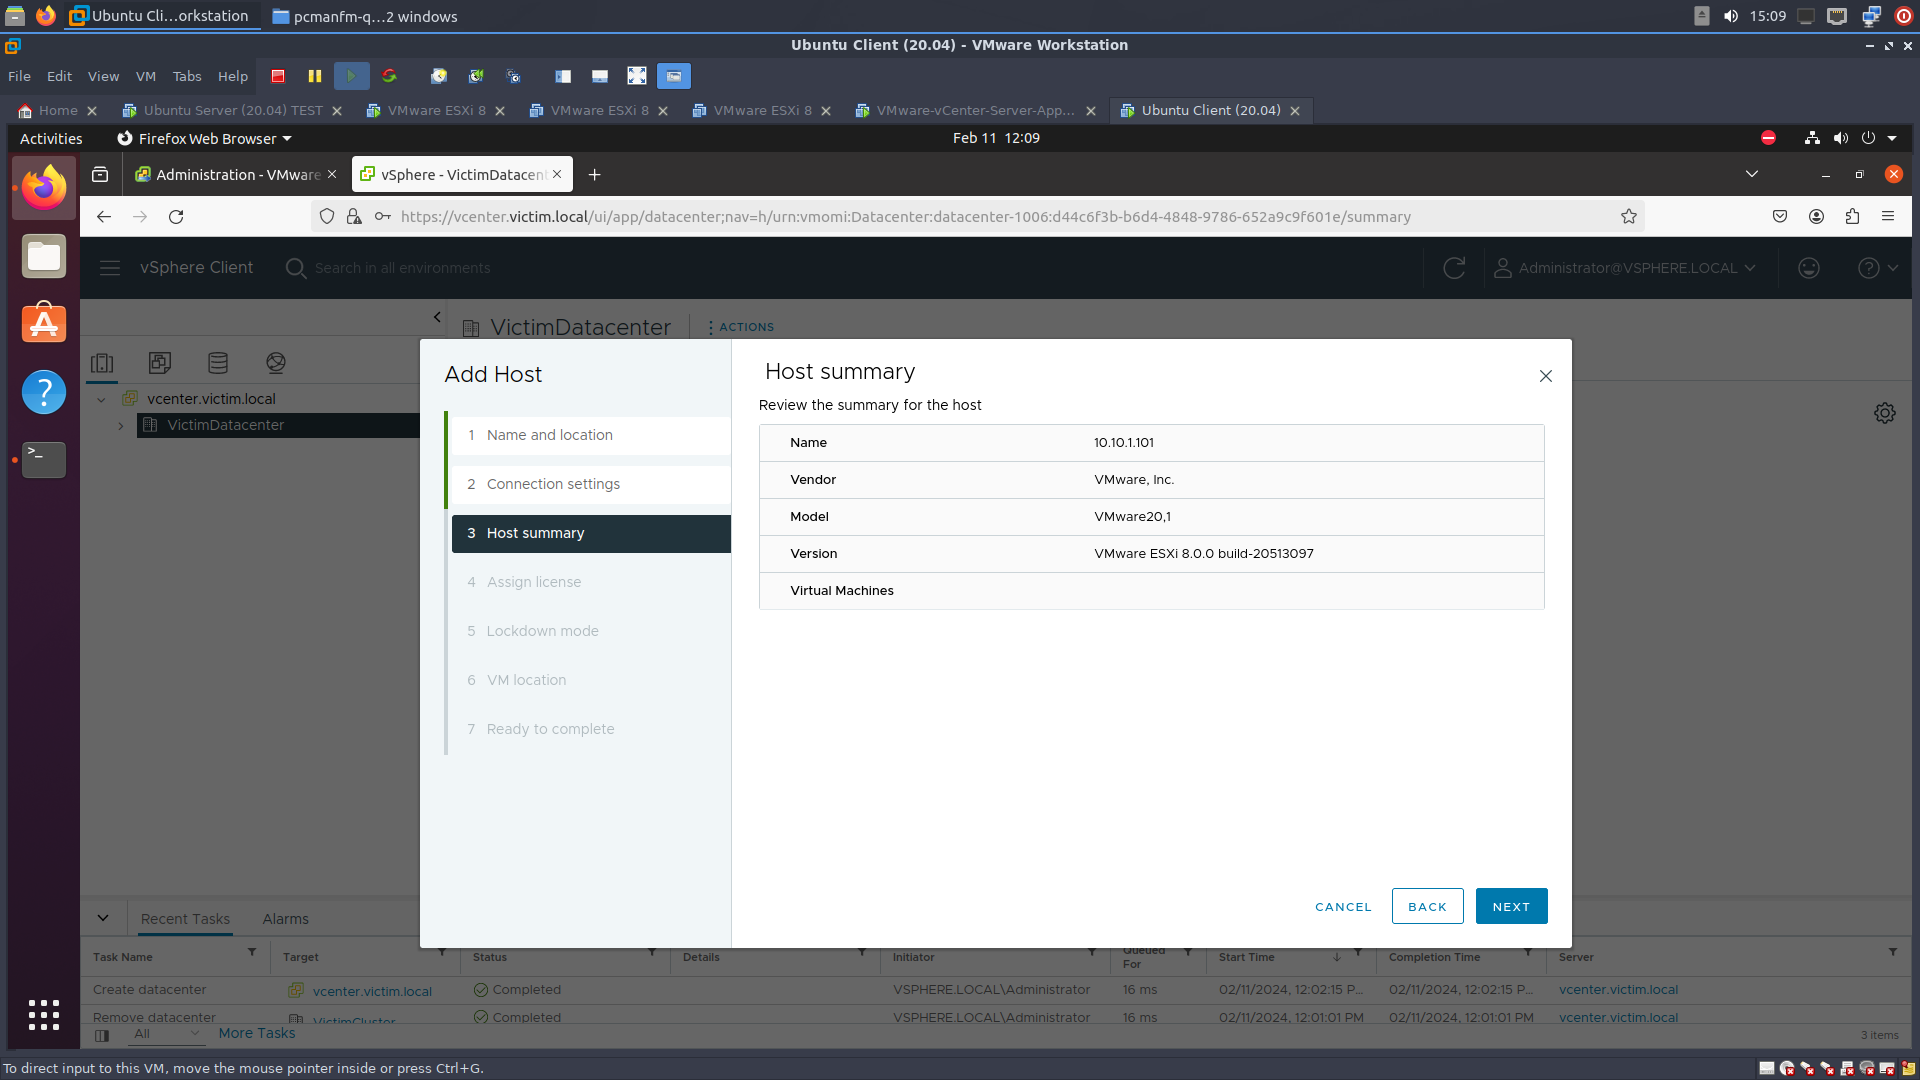 Ubuntu Cli...orkstation
pcmanfm-q...2 windows
15:09
Ubuntu Client (20.04) - VMware Workstation
File Edit View VM Tabs Help
Home
Ubuntu Server (20.04) TEST
VMware ESXi 8
VMware ESXi 8
VMware ESXi 8
VMware-vCenter-Server-App...
Ubuntu Client (20.04)
Activities
Firefox Web Browser
Feb 11 12:09
Administration - VMware
vSphere - VictimDatacent
https://vcenter.victim.local/ui/app/datacenter;nav=h/urn:vmomi:Datacenter:datacenter-1006:d44c6f3b-b6d4-4848-9786-652a9c9f601e/summary
vSphere Client
Search in all environments
Administrator@VSPHERE.LOCAL
VictimDatacenter
ACTIONS
vcenter.victim.local
VictimDatacenter
Add Host
1 Name and location
2 Connection settings
3 Host summary
4 Assign license
5 Lockdown mode
6 VM location
7 Ready to complete
Host summary
Review the summary for the host
Name 10.10.1.101
Vendor VMware, Inc.
Model VMware20,1
Version VMware ESXi 8.0.0 build-20513097
Virtual Machines
CANCEL BACK NEXT
Recent Tasks Alarms
Task Name Target Status Details Initiator Queued For Start Time Completion Time Server
Create datacenter vcenter.victim.local Completed VSPHERE.LOCAL\Administrator 16 ms 02/11/2024, 12:02:15 P... 02/11/2024, 12:02:15 P... vcenter.victim.local
Remove datacenter VictimCluster Completed VSPHERE.LOCAL\Administrator 16 ms 02/11/2024, 12:01:01 PM 02/11/2024, 12:01:01 PM vcenter.victim.local
All More Tasks 3 items
To direct input to this VM, move the mouse pointer inside or press Ctrl+G.